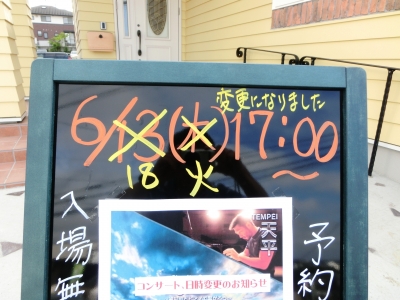 変更になりました
6/13(木)17:00〜
18 火
入場無
予約
TEMPEI
天平
コンサート、日時変更のお知らせ